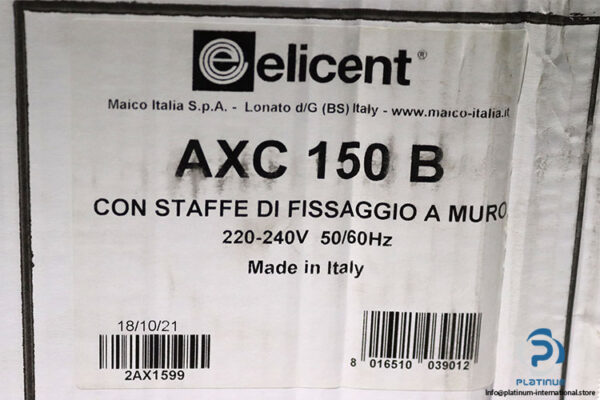 elicent®
Maico Italia S.p.A. - Lonato d/G (BS) Italy - www.maico-italia.it
AXC 150 B
CON STAFFE DI FISSAGGIO A MURO
220-240V 50/60Hz
Made in Italy
18/10/21
2AX1599
8 016510 039012
PLATINUM
info@platinum-international.store